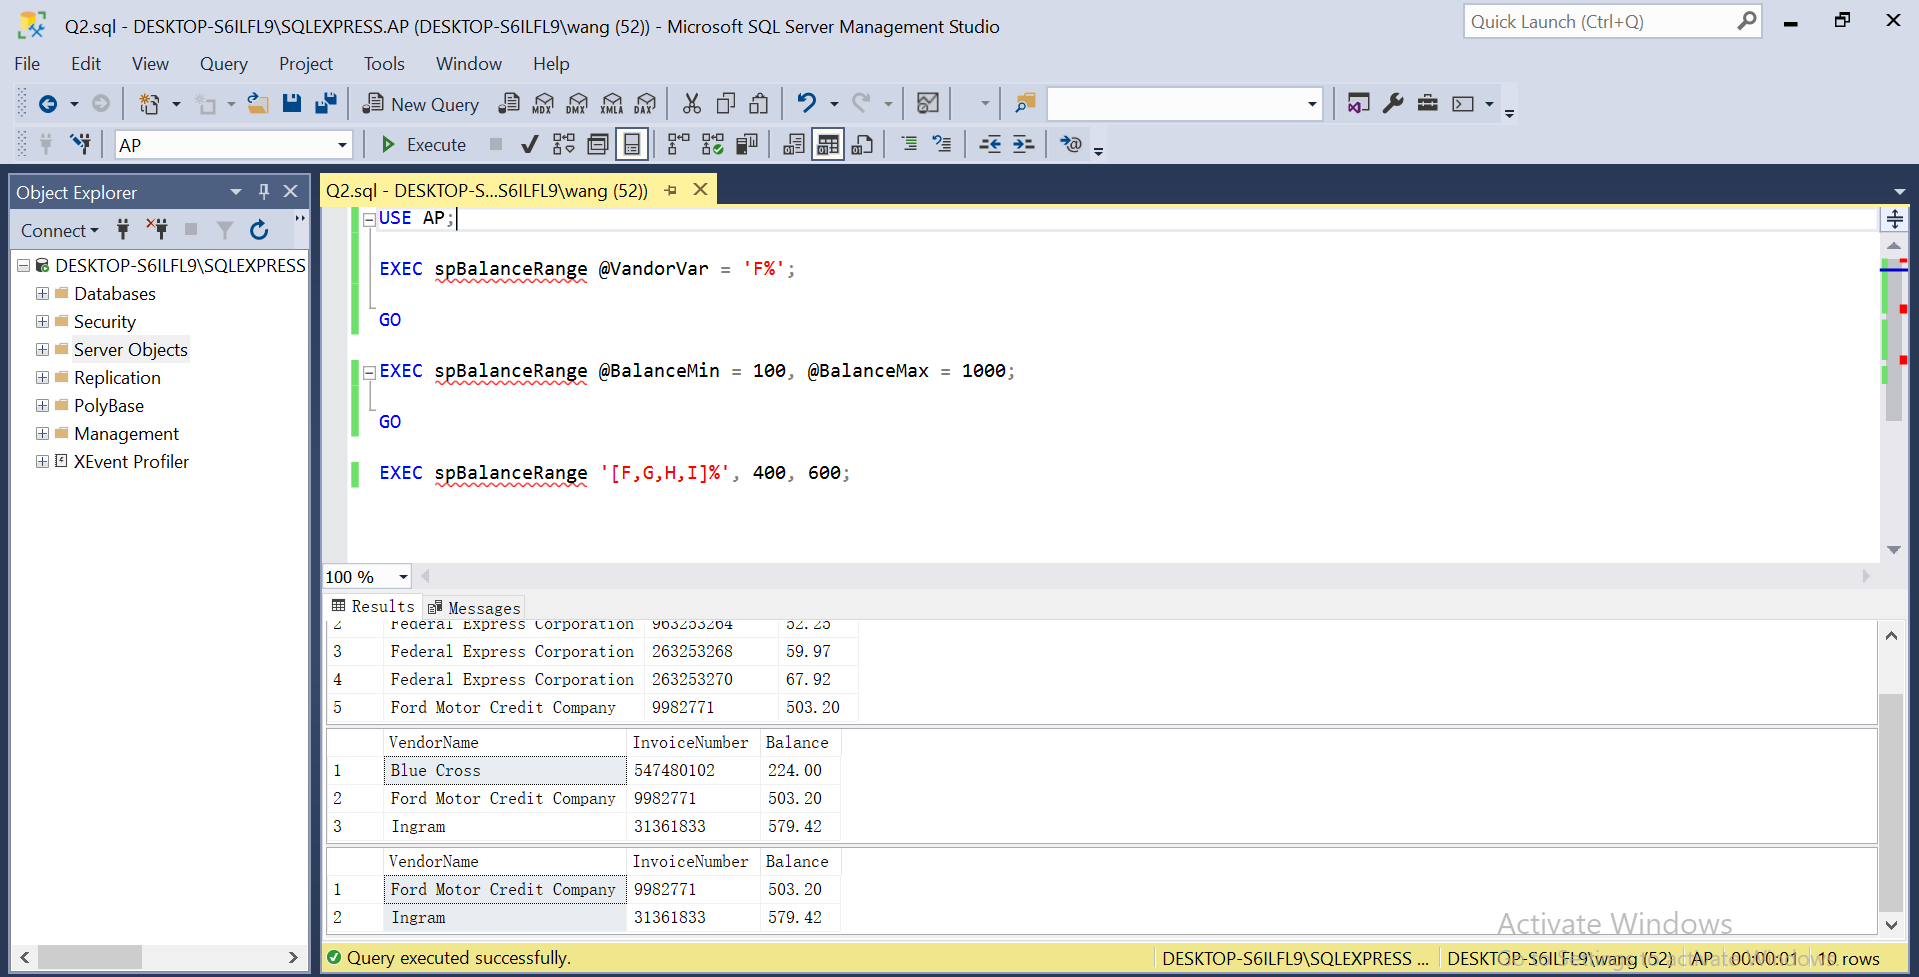 Q2.sql - DESKTOP-S6ILFL9\SQLEXPRESS.AP (DESKTOP-S6ILFL9\wang (52)) - Microsoft SQL Server Management Studio
Quick Launch (Ctrl+Q)
File Edit View Query Project Tools Window Help
New Query MDX DMX XMLA DAX
AP Execute
Object Explorer
Q2.sql - DESKTOP-S...S6ILFL9\wang (52))
Connect
DESKTOP-S6ILFL9\SQLEXPRESS
Databases
Security
Server Objects
Replication
PolyBase
Management
XEvent Profiler
USE AP;
EXEC spBalanceRange @VandorVar = 'F%';
GO
EXEC spBalanceRange @BalanceMin = 100, @BalanceMax = 1000;
GO
EXEC spBalanceRange '[F,G,H,I]%', 400, 600;
100 %
Results Messages
2 Federal Express Corporation 963253264 52.25
3 Federal Express Corporation 263253268 59.97
4 Federal Express Corporation 263253270 67.92
5 Ford Motor Credit Company 9982771 503.20
VendorName InvoiceNumber Balance
1 Blue Cross 547480102 224.00
2 Ford Motor Credit Company 9982771 503.20
3 Ingram 31361833 579.42
VendorName InvoiceNumber Balance
1 Ford Motor Credit Company 9982771 503.20
2 Ingram 31361833 579.42
Activate Windows
Query executed successfully.
DESKTOP-S6ILFL9\SQLEXPRESS ... DESKTOP-S6ILFL9\wang (52) AP 00:00:01 10 rows